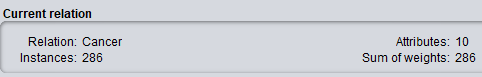 Current relation
Relation: Cancer Attributes: 10
Instances: 286 Sum of weights: 286